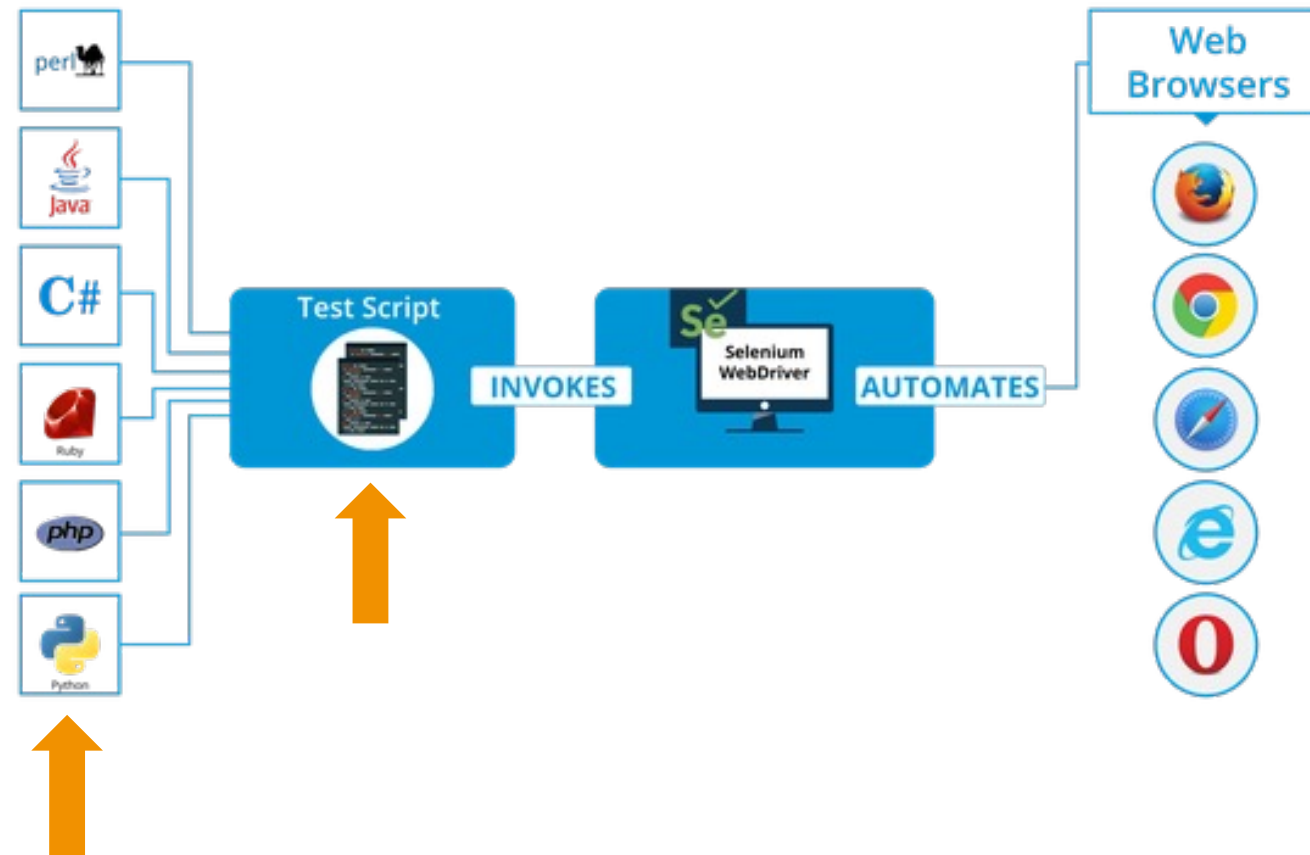 perl
Java
C#
Ruby
php
Python
Test Script
INVOKES
Se
Selenium
WebDriver
AUTOMATES
Web
Browsers